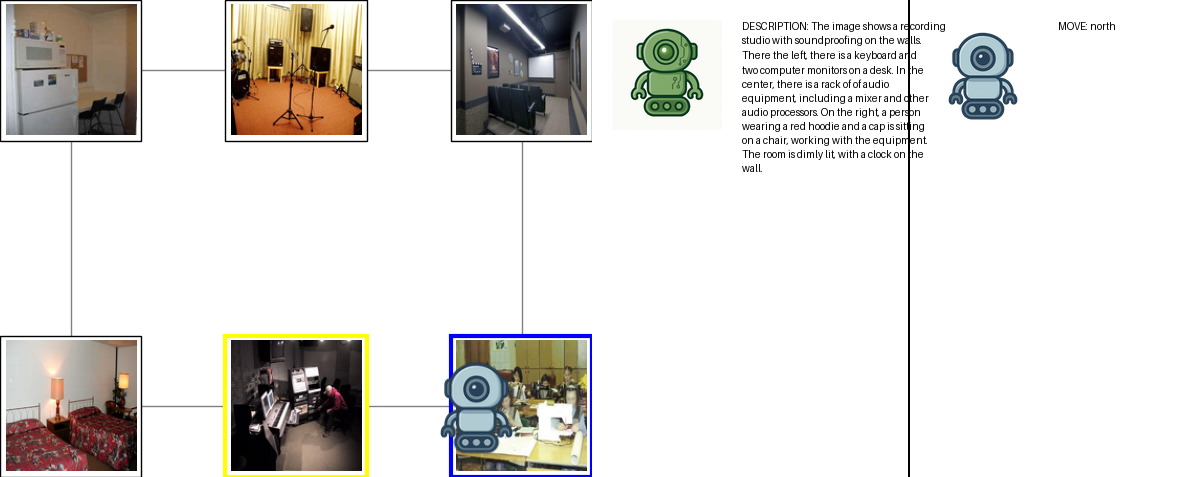 DESCRIPTION: The image shows a recording
studio with soundproofing on the walls.
There the left, there is a keyboard and
two computer monitors on a desk. In the
center, there is a rack of of audio
equipment, including a mixer and other
audio processors. On the right, a person
wearing a red hoodie and a cap is sitting
on a chair, working with the equipment.
The room is dimly lit, with a clock on the
wall.
MOVE: north